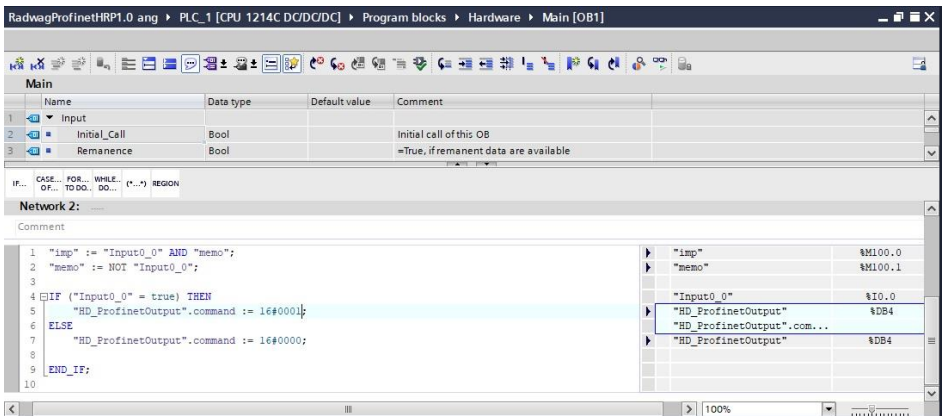 RadwagProfinetHRP1.0 ang ▸ PLC_1 [CPU 1214C DC/DC/DC] ▸ Program blocks ▸ Hardware ▸ Main [OB1]
Main
Name Data type Default value Comment
1 Input
2 Initial_Call Bool Initial call of this OB
3 Remanence Bool =True, if remanent data are available
IF... CASE... OF... FOR... TO DO.. WHILE.. DO... (*...*) REGION
Network 2: .....
Comment
1 "imp" := "Input0_0" AND "memo"; "imp" %M100.0
2 "memo" := NOT "Input0_0"; "memo" %M100.1
3
4 IF ("Input0_0" = true) THEN "Input0_0" %I0.0
5 "HD_ProfinetOutput".command := 16#0001; "HD_ProfinetOutput" %DB4
6 ELSE "HD_ProfinetOutput".com...
7 "HD_ProfinetOutput".command := 16#0000; "HD_ProfinetOutput" %DB4
8
9 END_IF;
10
100%